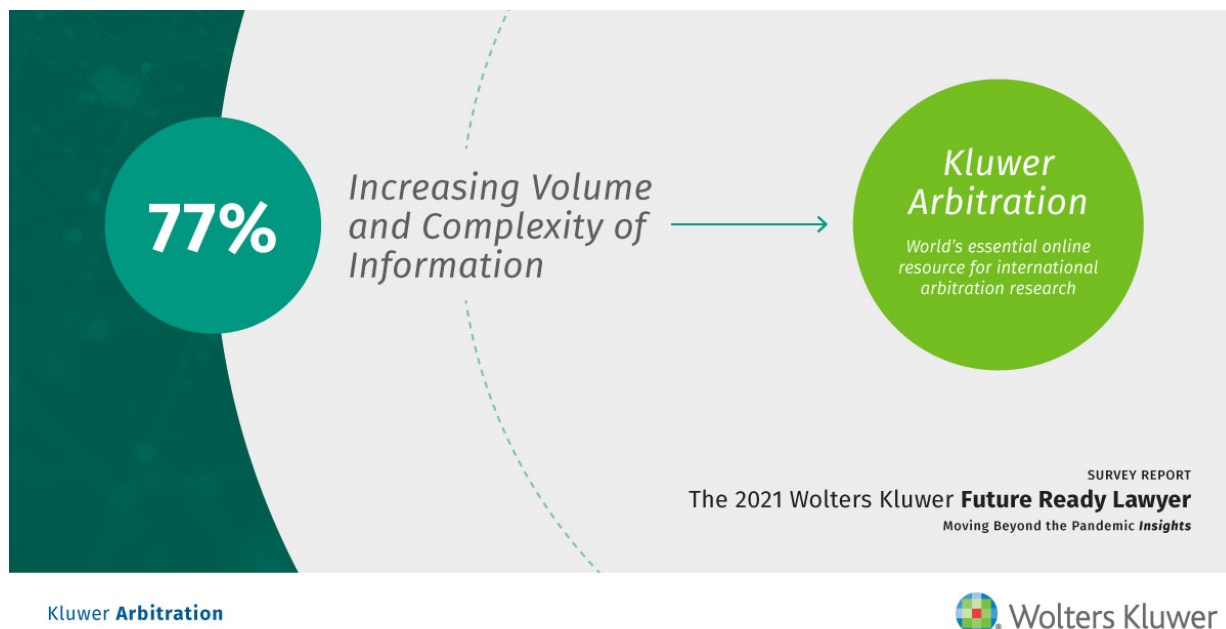 77%
Increasing Volume
and Complexity of
Information
Kluwer
Arbitration
World's essential online
resource for international
arbitration research
SURVEY REPORT
The 2021 Wolters Kluwer Future Ready Lawyer
Moving Beyond the Pandemic Insights
Kluwer Arbitration
Wolters Kluwer